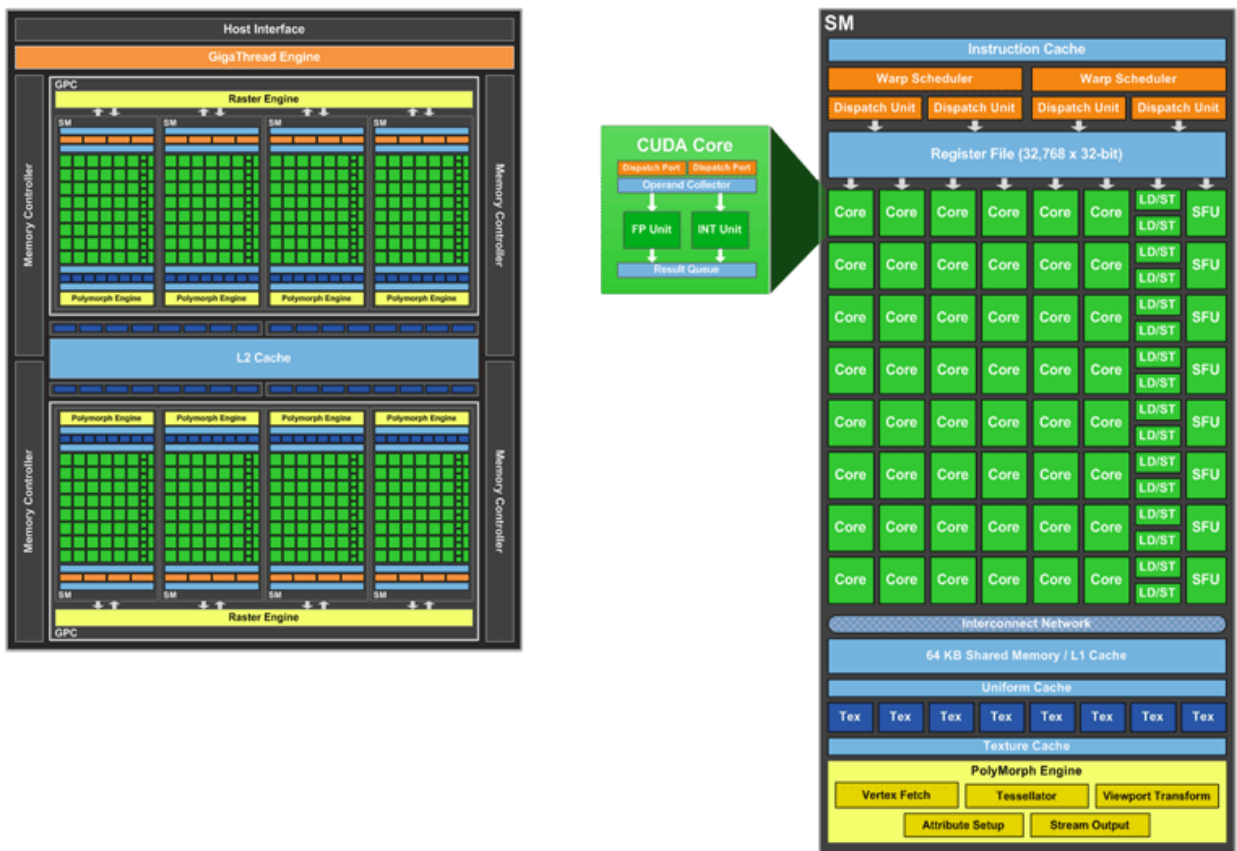 Host Interface
GigaThread Engine
GPC
Raster Engine
SM SM SM SM
Memory Controller
Memory Controller
Polymorph Engine Polymorph Engine Polymorph Engine Polymorph Engine
L2 Cache
Polymorph Engine Polymorph Engine Polymorph Engine Polymorph Engine
Memory Controller
Memory Controller
SM SM SM SM
Raster Engine
GPC
CUDA Core
Dispatch Port Dispatch Port
Operand Collector
FP Unit INT Unit
Result Queue
SM
Instruction Cache
Warp Scheduler Warp Scheduler
Dispatch Unit Dispatch Unit Dispatch Unit Dispatch Unit
Register File (32,768 x 32-bit)
Core Core Core Core Core Core LD/ST LD/ST SFU
Core Core Core Core Core Core LD/ST LD/ST SFU
Core Core Core Core Core Core LD/ST LD/ST SFU
Core Core Core Core Core Core LD/ST LD/ST SFU
Core Core Core Core Core Core LD/ST LD/ST SFU
Core Core Core Core Core Core LD/ST LD/ST SFU
Core Core Core Core Core Core LD/ST LD/ST SFU
Core Core Core Core Core Core LD/ST LD/ST SFU
Interconnect Network
64 KB Shared Memory / L1 Cache
Uniform Cache
Tex Tex Tex Tex Tex Tex Tex Tex
Texture Cache
PolyMorph Engine
Vertex Fetch Tessellator Viewport Transform
Attribute Setup Stream Output